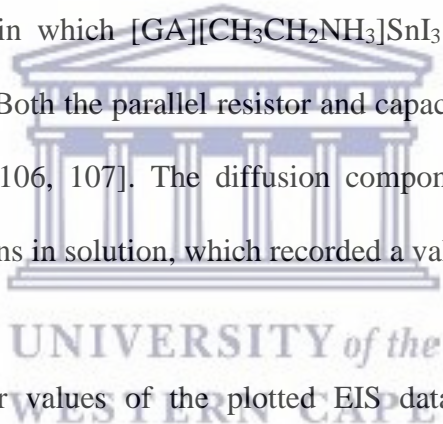 in which [GA][CH₃CH₂NH₃]SnI₃
Both the parallel resistor and capac
106, 107]. The diffusion compon
ns in solution, which recorded a val
UNIVERSITY of the
r values of the plotted EIS data
WESTERN CAPE